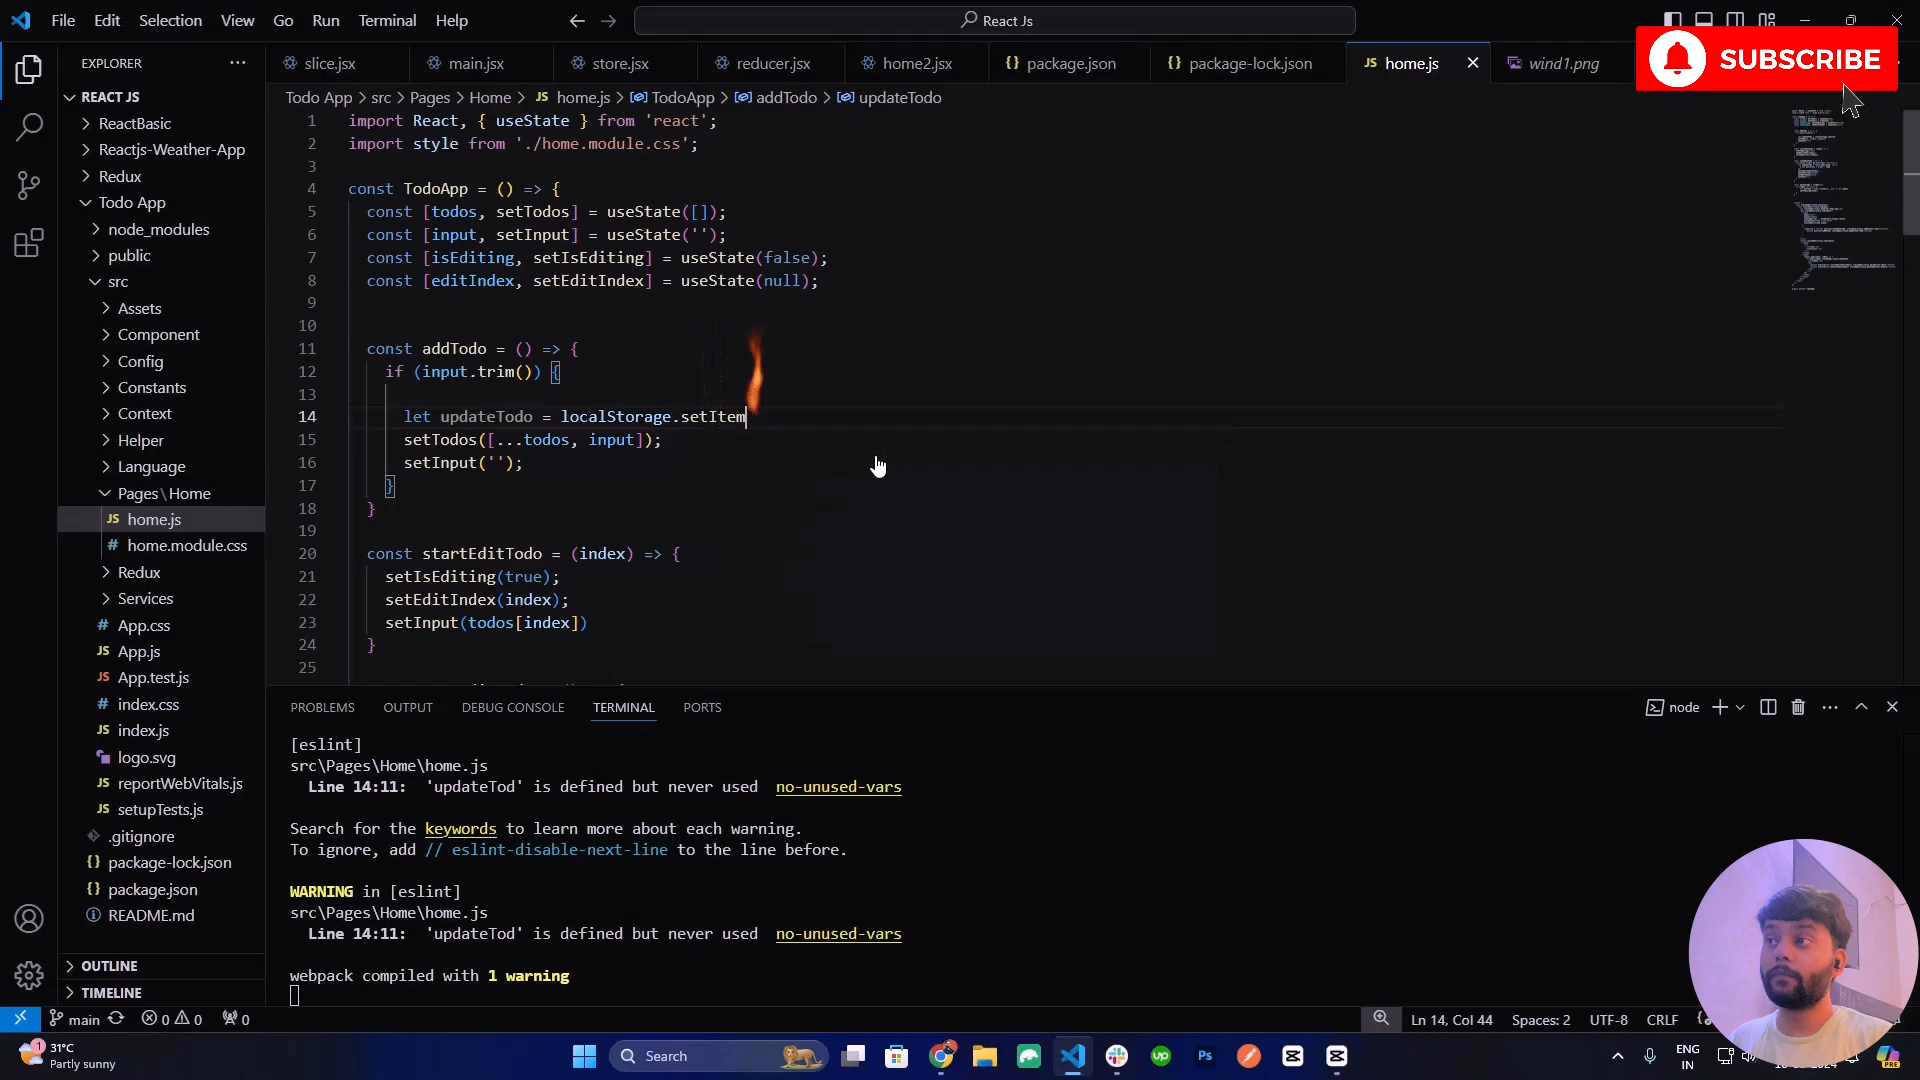 File Edit Selection View Go Run Terminal Help
React Js
SUBSCRIBE
EXPLORER
slice.jsx
main.jsx
store.jsx
reducer.jsx
home2.jsx
package.json
package-lock.json
JS home.js
wind1.png
REACT JS
ReactBasic
Reactjs-Weather-App
Redux
Todo App
node_modules
public
src
Assets
Component
Config
Constants
Context
Helper
Language
Pages\Home
JS home.js
# home.module.css
Redux
Services
# App.css
JS App.js
JS App.test.js
# index.css
JS index.js
logo.svg
JS reportWebVitals.js
JS setupTests.js
.gitignore
{} package-lock.json
{} package.json
README.md
OUTLINE
TIMELINE
Todo App > src > Pages > Home > JS home.js > TodoApp > addTodo > updateTodo
1 import React, { useState } from 'react';
2 import style from './home.module.css';
3
4 const TodoApp = () => {
5 const [todos, setTodos] = useState([]);
6 const [input, setInput] = useState('');
7 const [isEditing, setIsEditing] = useState(false);
8 const [editIndex, setEditIndex] = useState(null);
9
10
11 const addTodo = () => {
12 if (input.trim()) {
13
14 let updateTodo = localStorage.setItem
15 setTodos([...todos, input]);
16 setInput('');
17 }
18 }
19
20 const startEditTodo = (index) => {
21 setIsEditing(true);
22 setEditIndex(index);
23 setInput(todos[index])
24 }
25
PROBLEMS OUTPUT DEBUG CONSOLE TERMINAL PORTS
node
[eslint]
src\Pages\Home\home.js
Line 14:11: 'updateTod' is defined but never used no-unused-vars
Search for the keywords to learn more about each warning.
To ignore, add // eslint-disable-next-line to the line before.
WARNING in [eslint]
src\Pages\Home\home.js
Line 14:11: 'updateTod' is defined but never used no-unused-vars
webpack compiled with 1 warning
main 0 0 0
Ln 14, Col 44 Spaces: 2 UTF-8 CRLF
1
31°C
Partly sunny
Search
up
Ps
PRE
ENG
IN